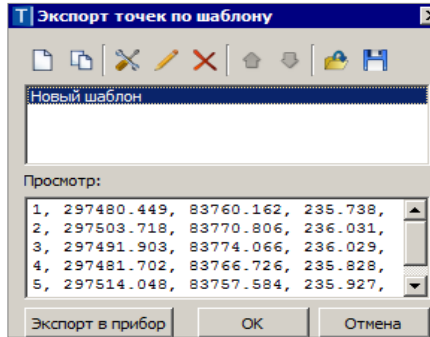 Экспорт точек по шаблону
Новый шаблон
Просмотр:
1, 297480.449, 83760.162, 235.738,
2, 297503.718, 83770.806, 236.031,
3, 297491.903, 83774.066, 236.029,
4, 297481.702, 83766.726, 235.828,
5, 297514.048, 83757.584, 235.927,
Экспорт в прибор OK Отмена